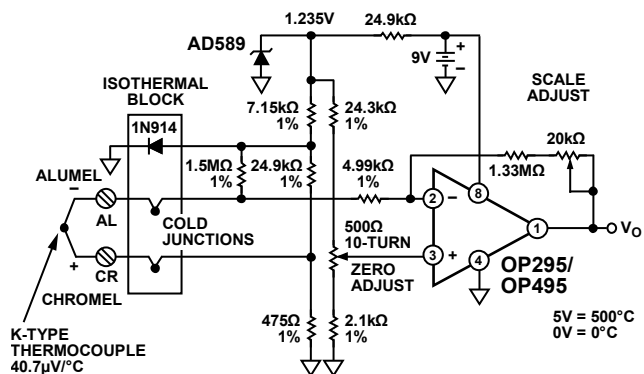 1.235V
24.9kΩ
AD589
9V
+
−
ISOTHERMAL
BLOCK
SCALE
ADJUST
1N914
7.15kΩ
1%
24.3kΩ
1%
20kΩ
1.33MΩ
1.5MΩ
1%
24.9kΩ
1%
4.99kΩ
1%
ALUMEL
−
AL
COLD
JUNCTIONS
2
−
8
1
VO
500Ω
10-TURN
3
+
4
CR
ZERO
ADJUST
OP295/
OP495
+
CHROMEL
475Ω
1%
2.1kΩ
1%
5V = 500°C
0V = 0°C
K-TYPE
THERMOCOUPLE
40.7µV/°C